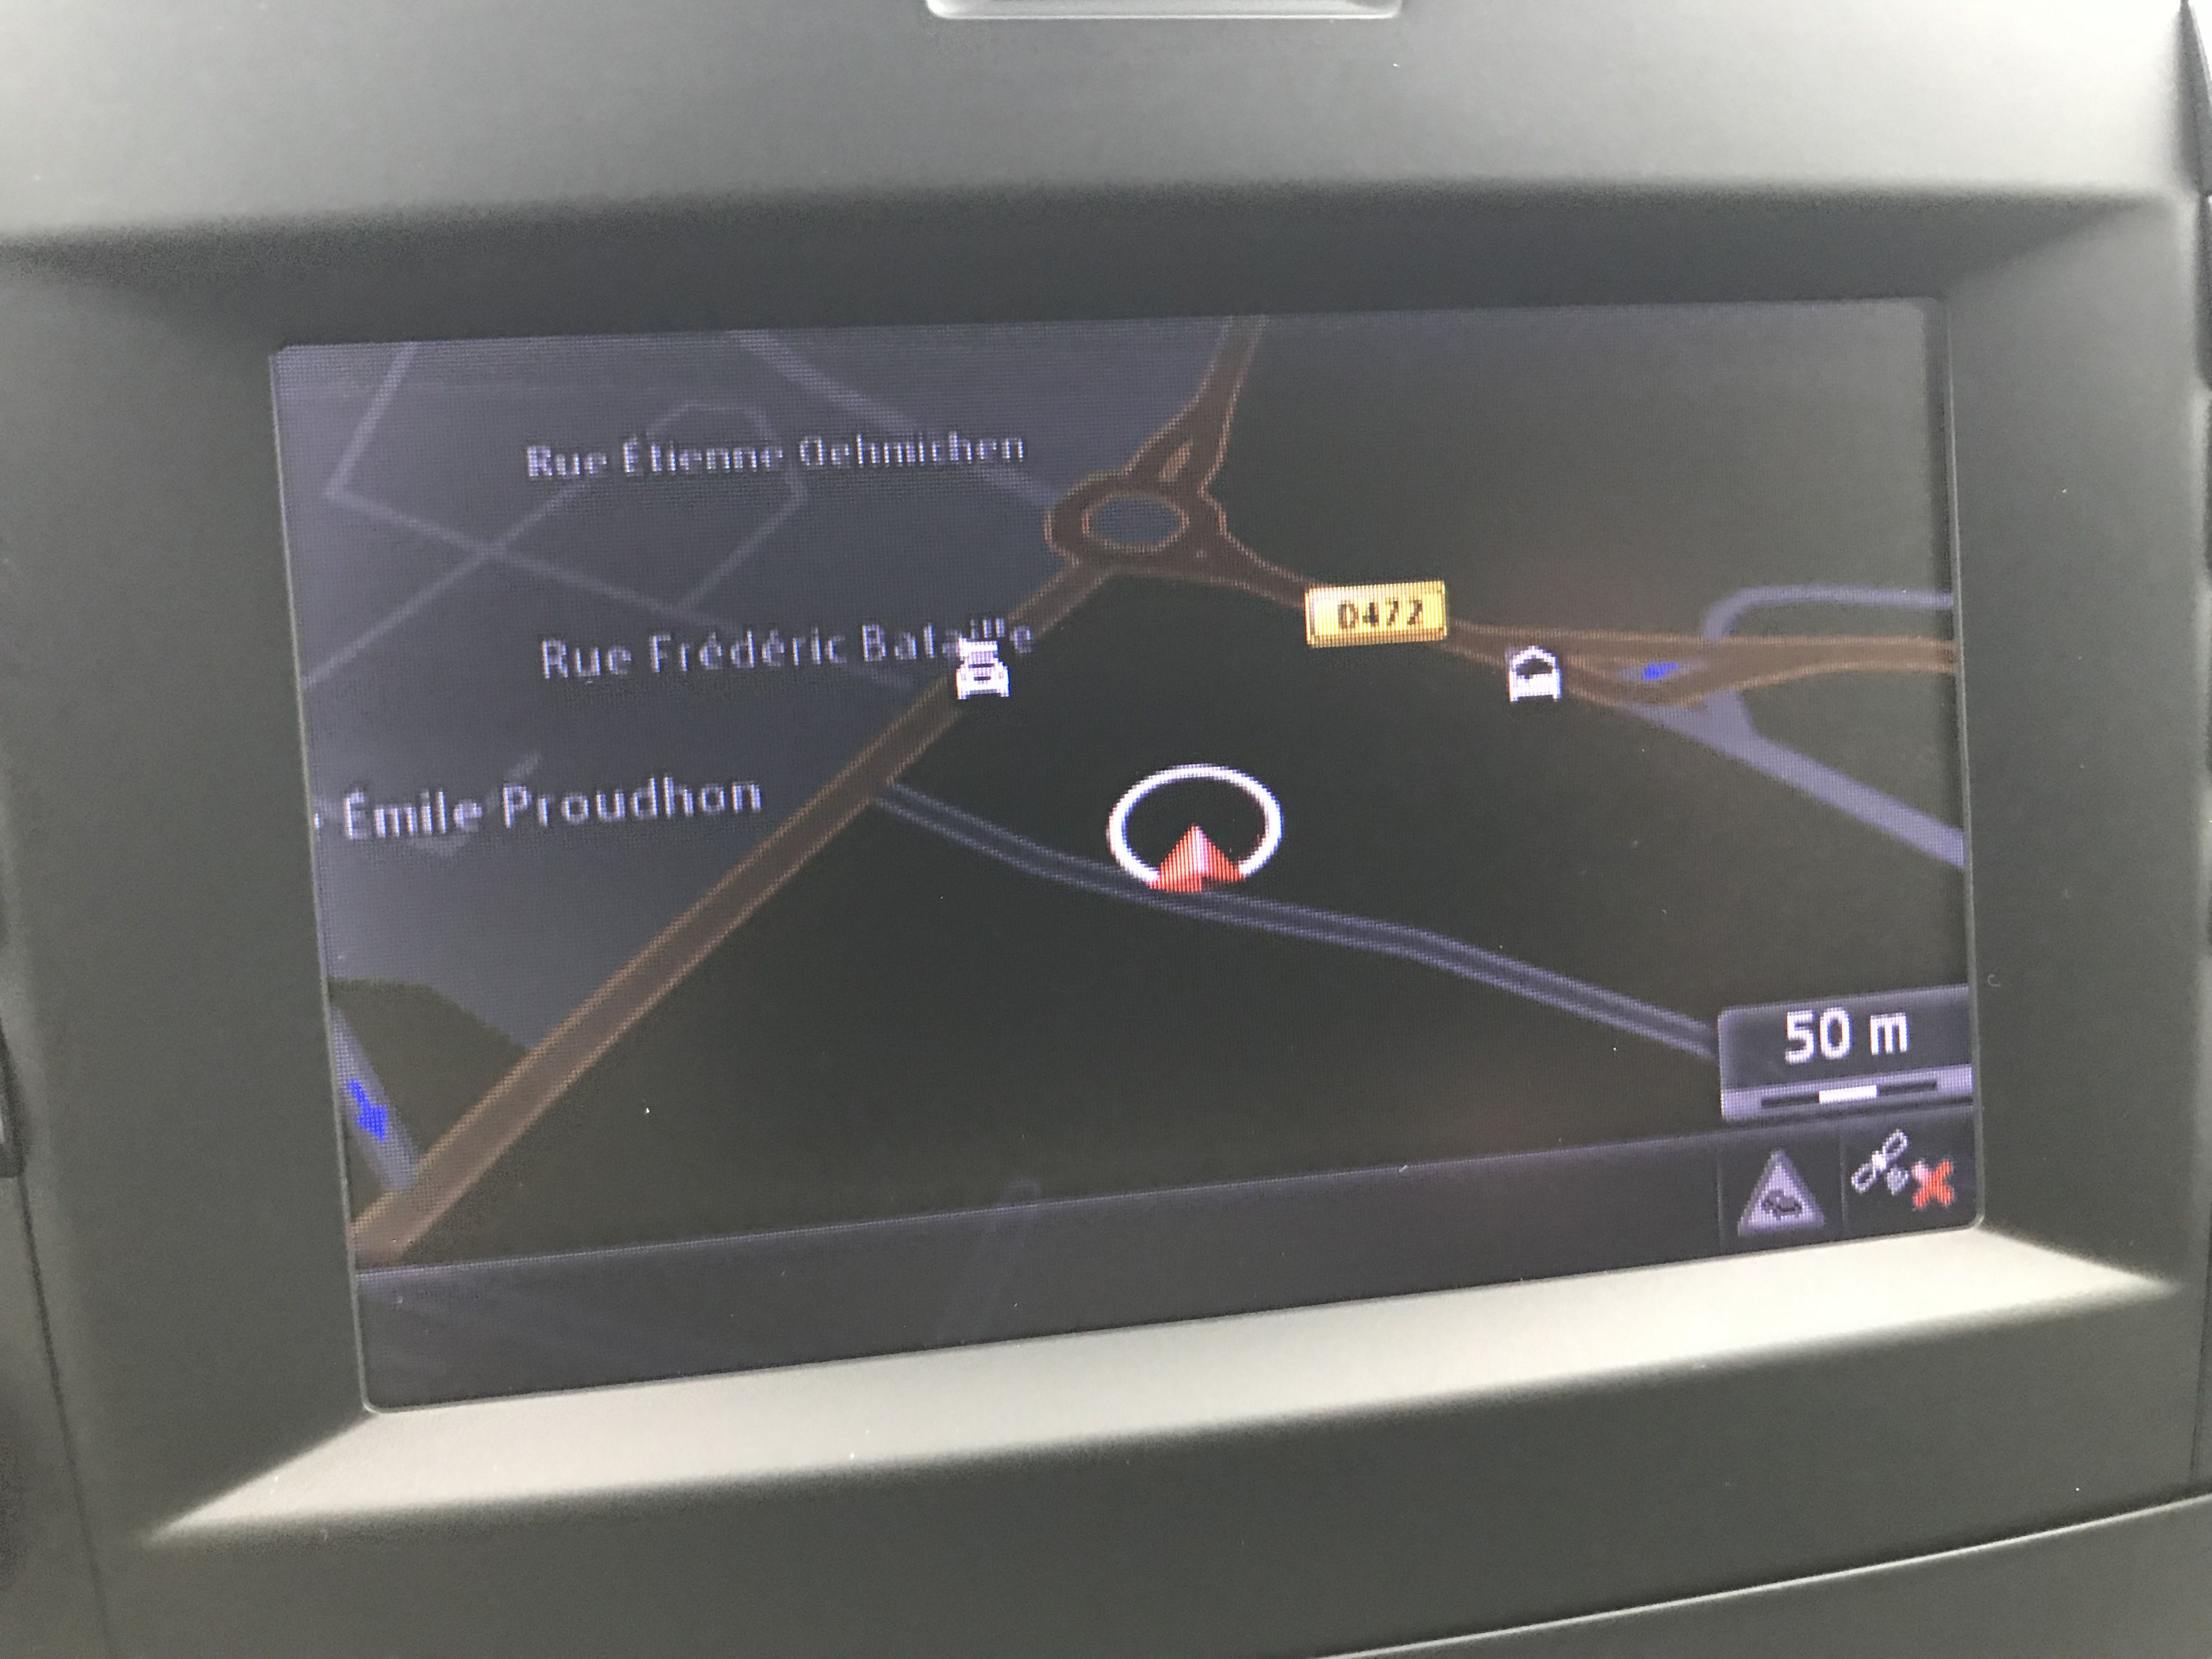 Rue Étienne Oehmichen
D472
Rue Frédéric Bataille
Émile Proudhon
50 m